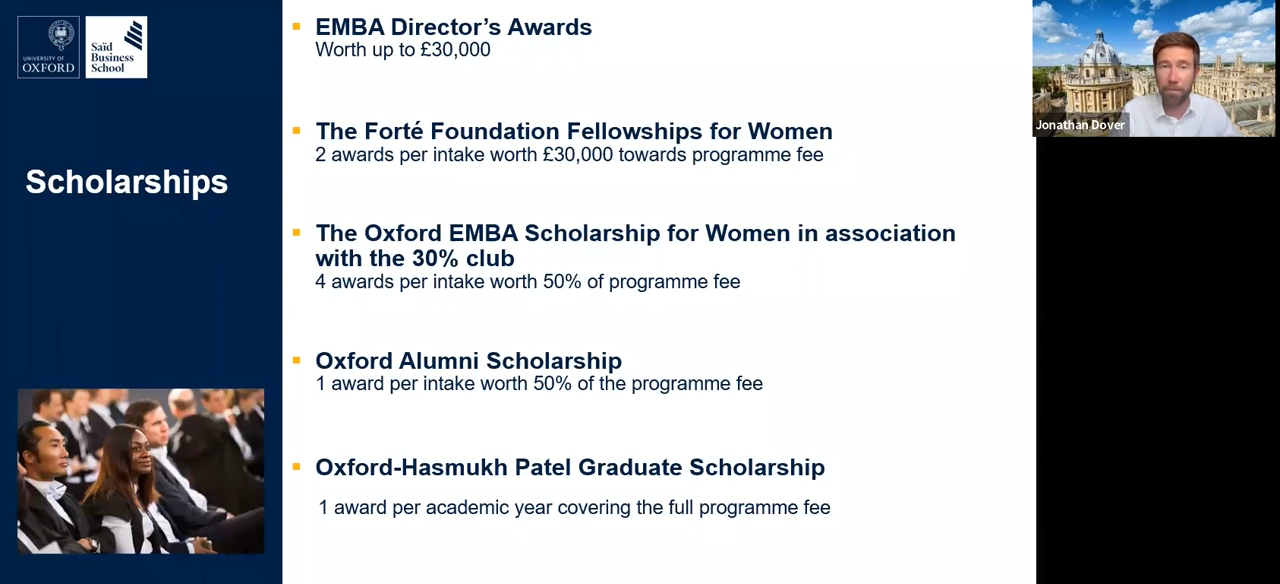 UNIVERSITY OF
OXFORD
Saïd
Business
School
Scholarships
EMBA Director’s Awards
Worth up to £30,000
The Forté Foundation Fellowships for Women
2 awards per intake worth £30,000 towards programme fee
The Oxford EMBA Scholarship for Women in association
with the 30% club
4 awards per intake worth 50% of programme fee
Oxford Alumni Scholarship
1 award per intake worth 50% of the programme fee
Oxford-Hasmukh Patel Graduate Scholarship
1 award per academic year covering the full programme fee
Jonathan Dover